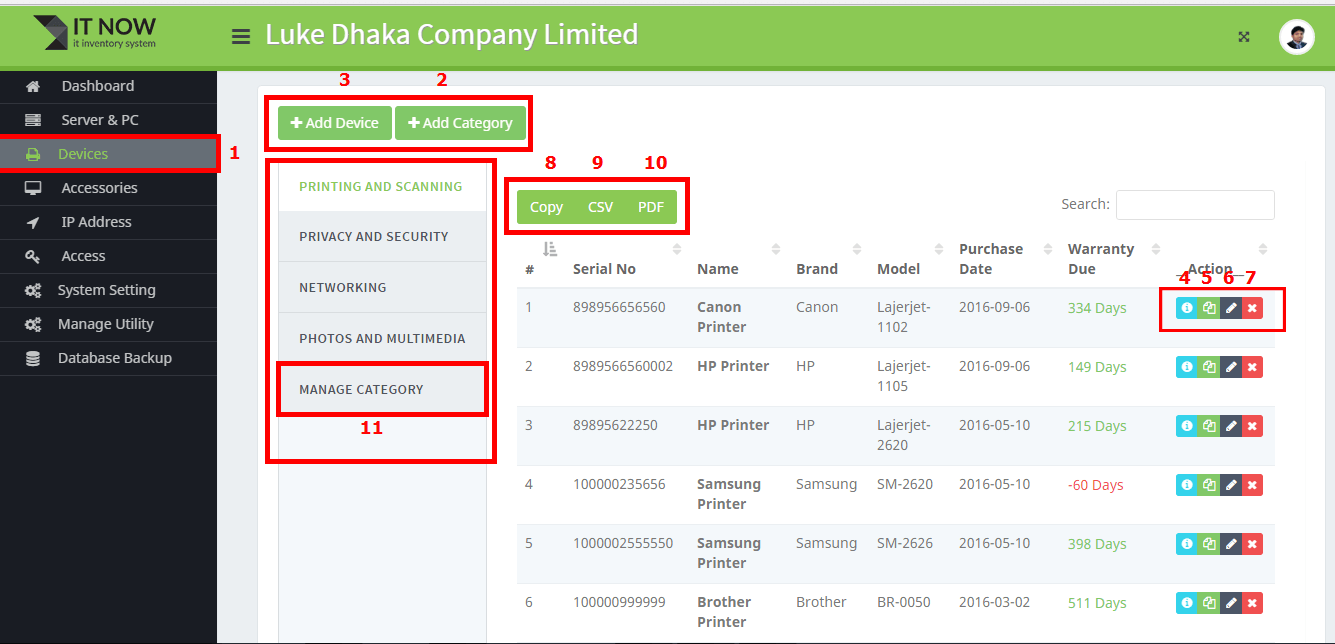 IT NOW
it inventory system
Luke Dhaka Company Limited
Dashboard
Server & PC
Devices
1
Accessories
IP Address
Access
System Setting
Manage Utility
Database Backup
3 2
Add Device Add Category
PRINTING AND SCANNING
PRIVACY AND SECURITY
NETWORKING
PHOTOS AND MULTIMEDIA
MANAGE CATEGORY
11
8 9 10
Copy CSV PDF
Search:
# Serial No Name Brand Model Purchase Date Warranty Due Action
4 5 6 7
1 898956656560 Canon Printer Canon Lajerjet-1102 2016-09-06 334 Days
2 8989566560002 HP Printer HP Lajerjet-1105 2016-09-06 149 Days
3 89895622250 HP Printer HP Lajerjet-2620 2016-05-10 215 Days
4 100000235656 Samsung Printer Samsung SM-2620 2016-05-10 -60 Days
5 1000002555550 Samsung Printer Samsung SM-2626 2016-05-10 398 Days
6 100000999999 Brother Printer Brother BR-0050 2016-03-02 511 Days